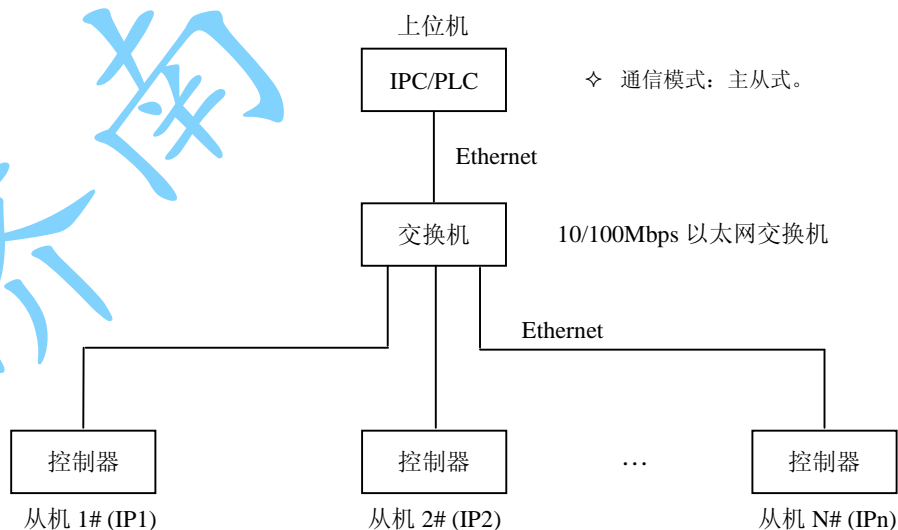 上位机
IPC/PLC
✧ 通信模式：主从式。
Ethernet
交换机
10/100Mbps 以太网交换机
Ethernet
控制器
控制器
…
控制器
从机 1# (IP1)
从机 2# (IP2)
从机 N# (IPn)
南